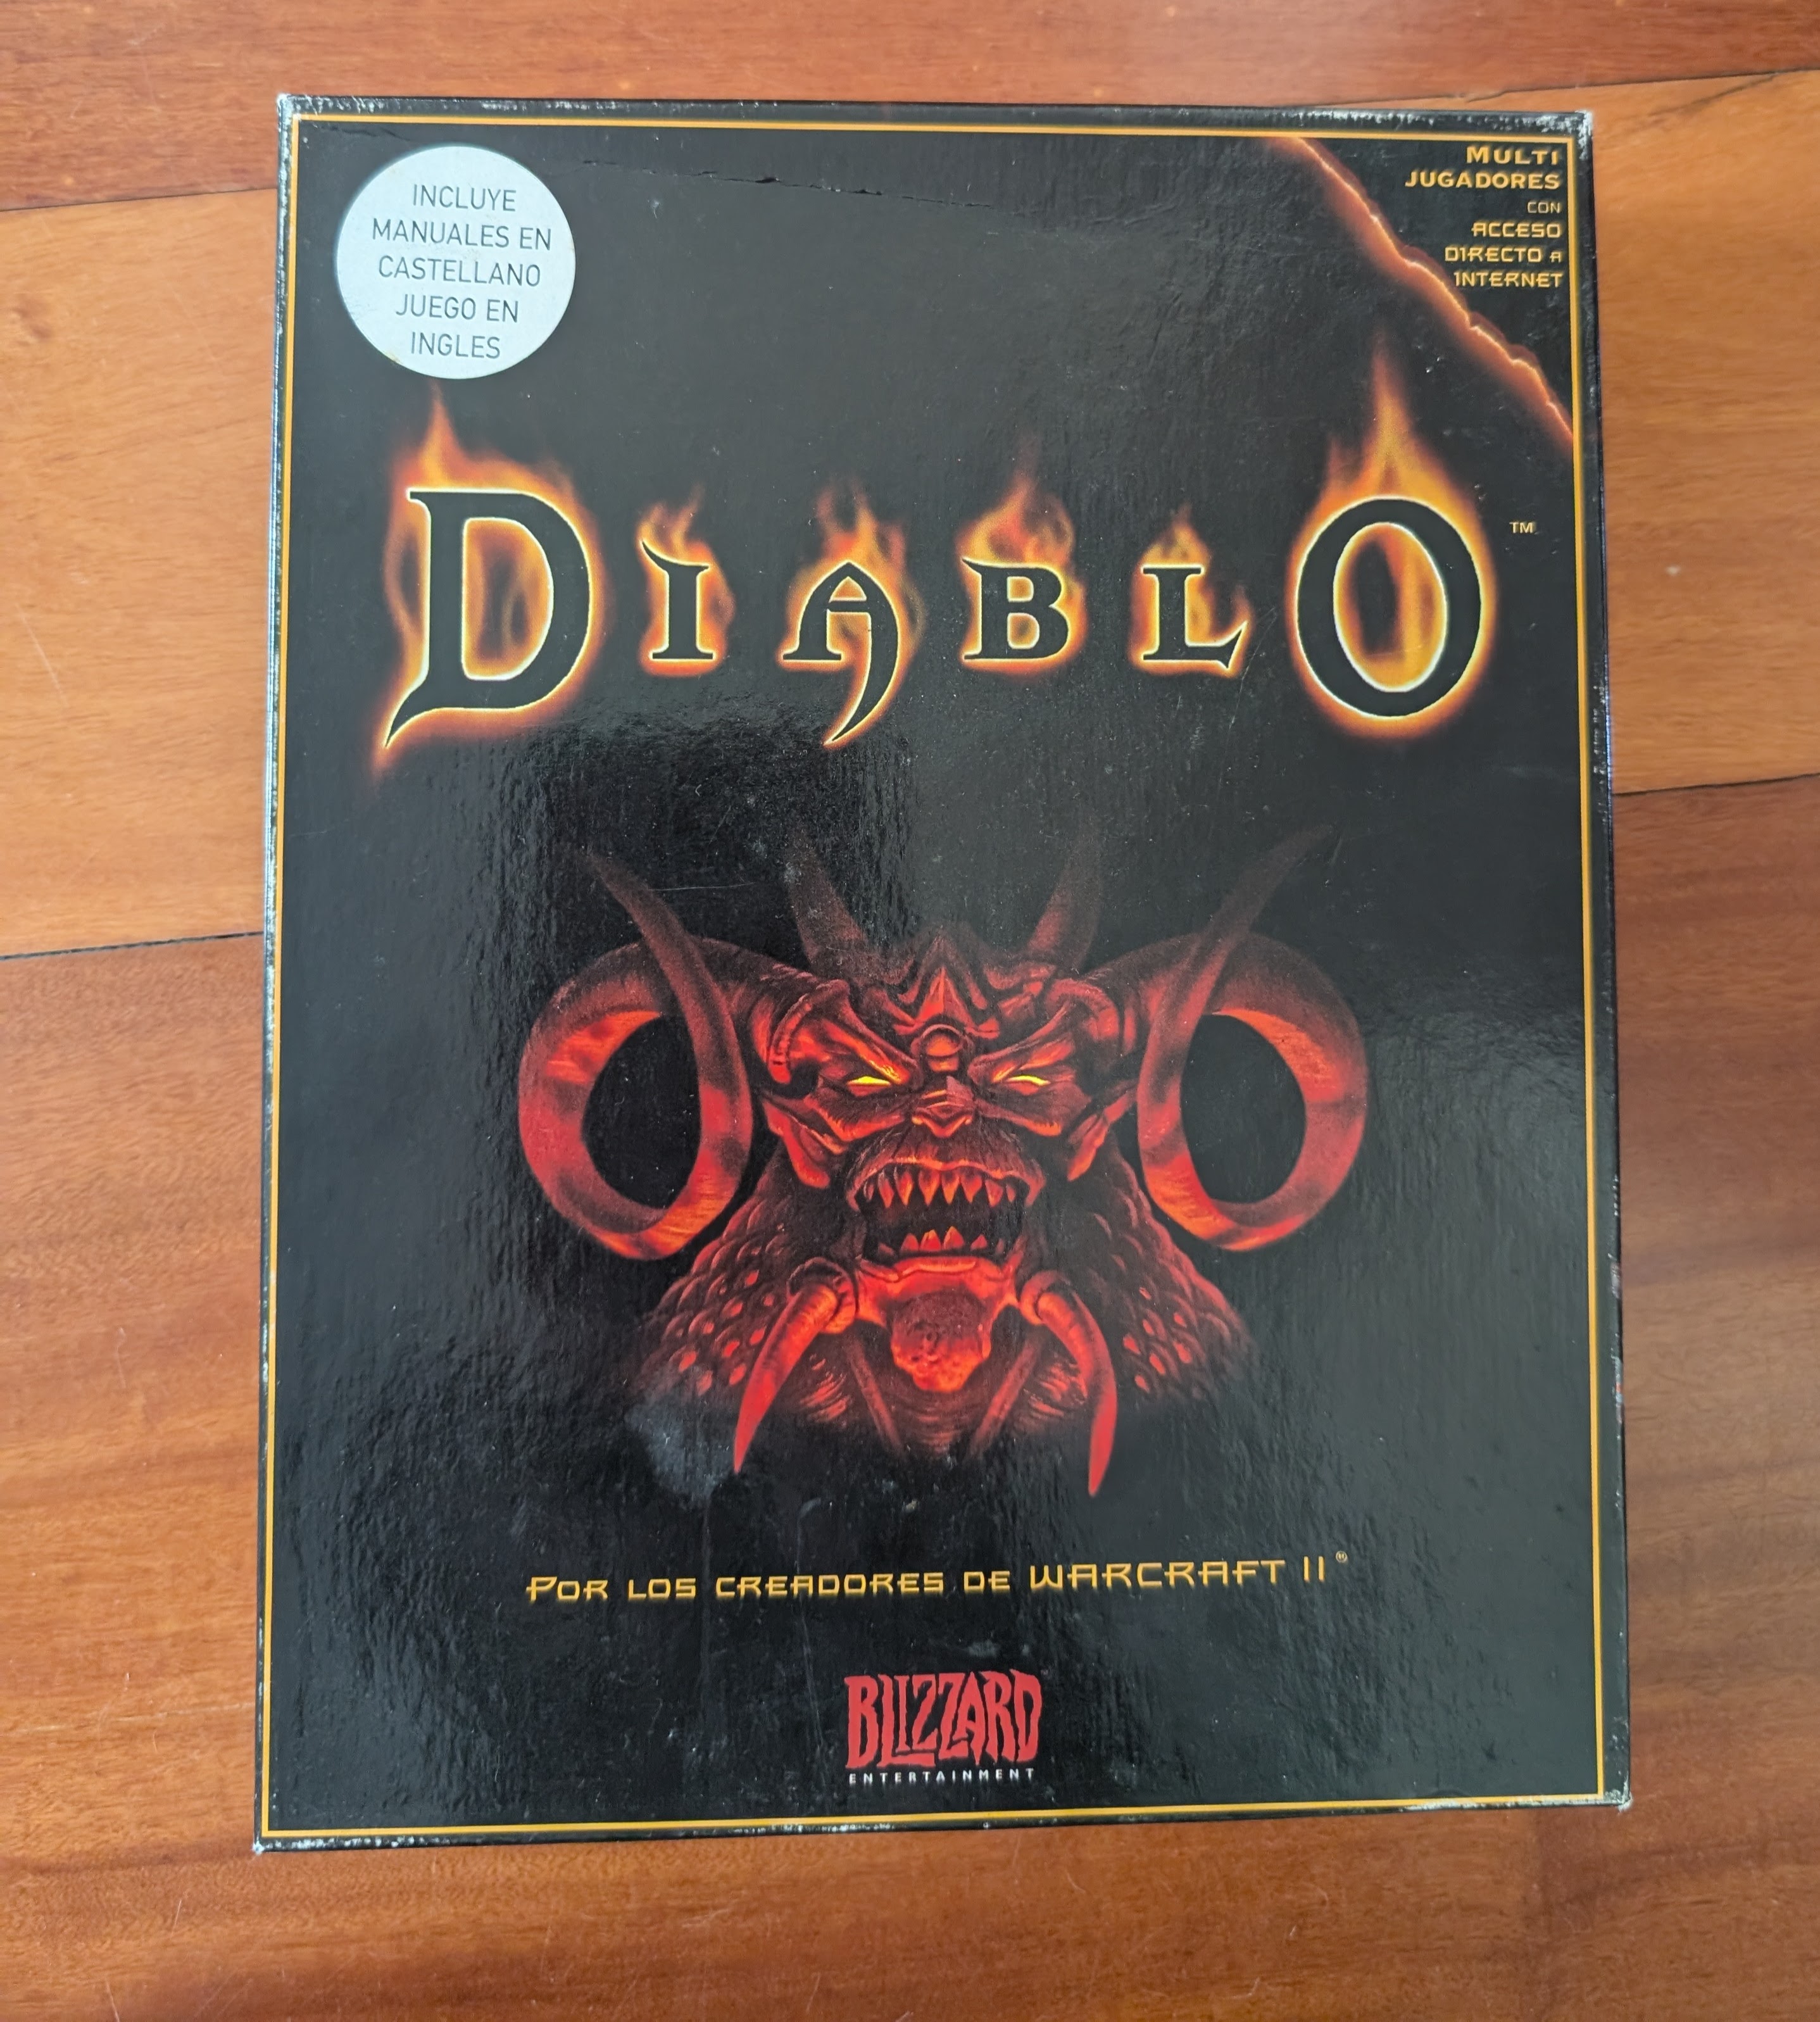 INCLUYE
MANUALES EN
CASTELLANO
JUEGO EN
INGLES
MULTI
JUGADORES
CON
ACCESO
DIRECTO A
INTERNET
DIABLO™
POR LOS CREADORES DE WARCRAFT II®
BLIZZARD
ENTERTAINMENT